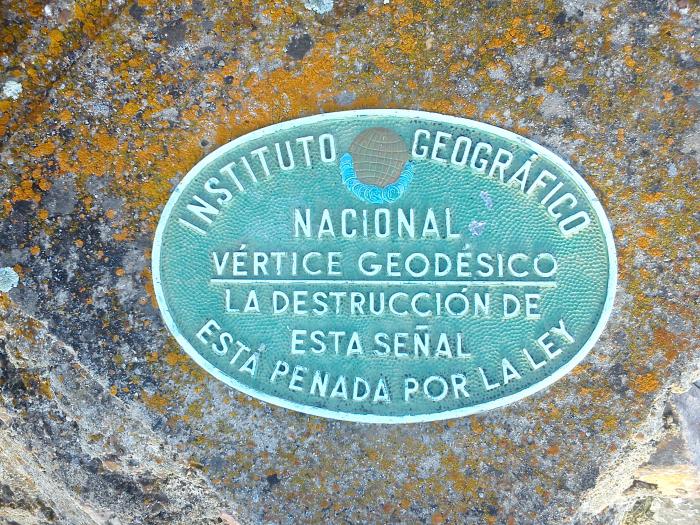 INSTITUTO GEOGRÁFICO
NACIONAL
VÉRTICE GEODÉSICO
LA DESTRUCCIÓN DE
ESTA SEÑAL
ESTÁ PENADA POR LA LEY